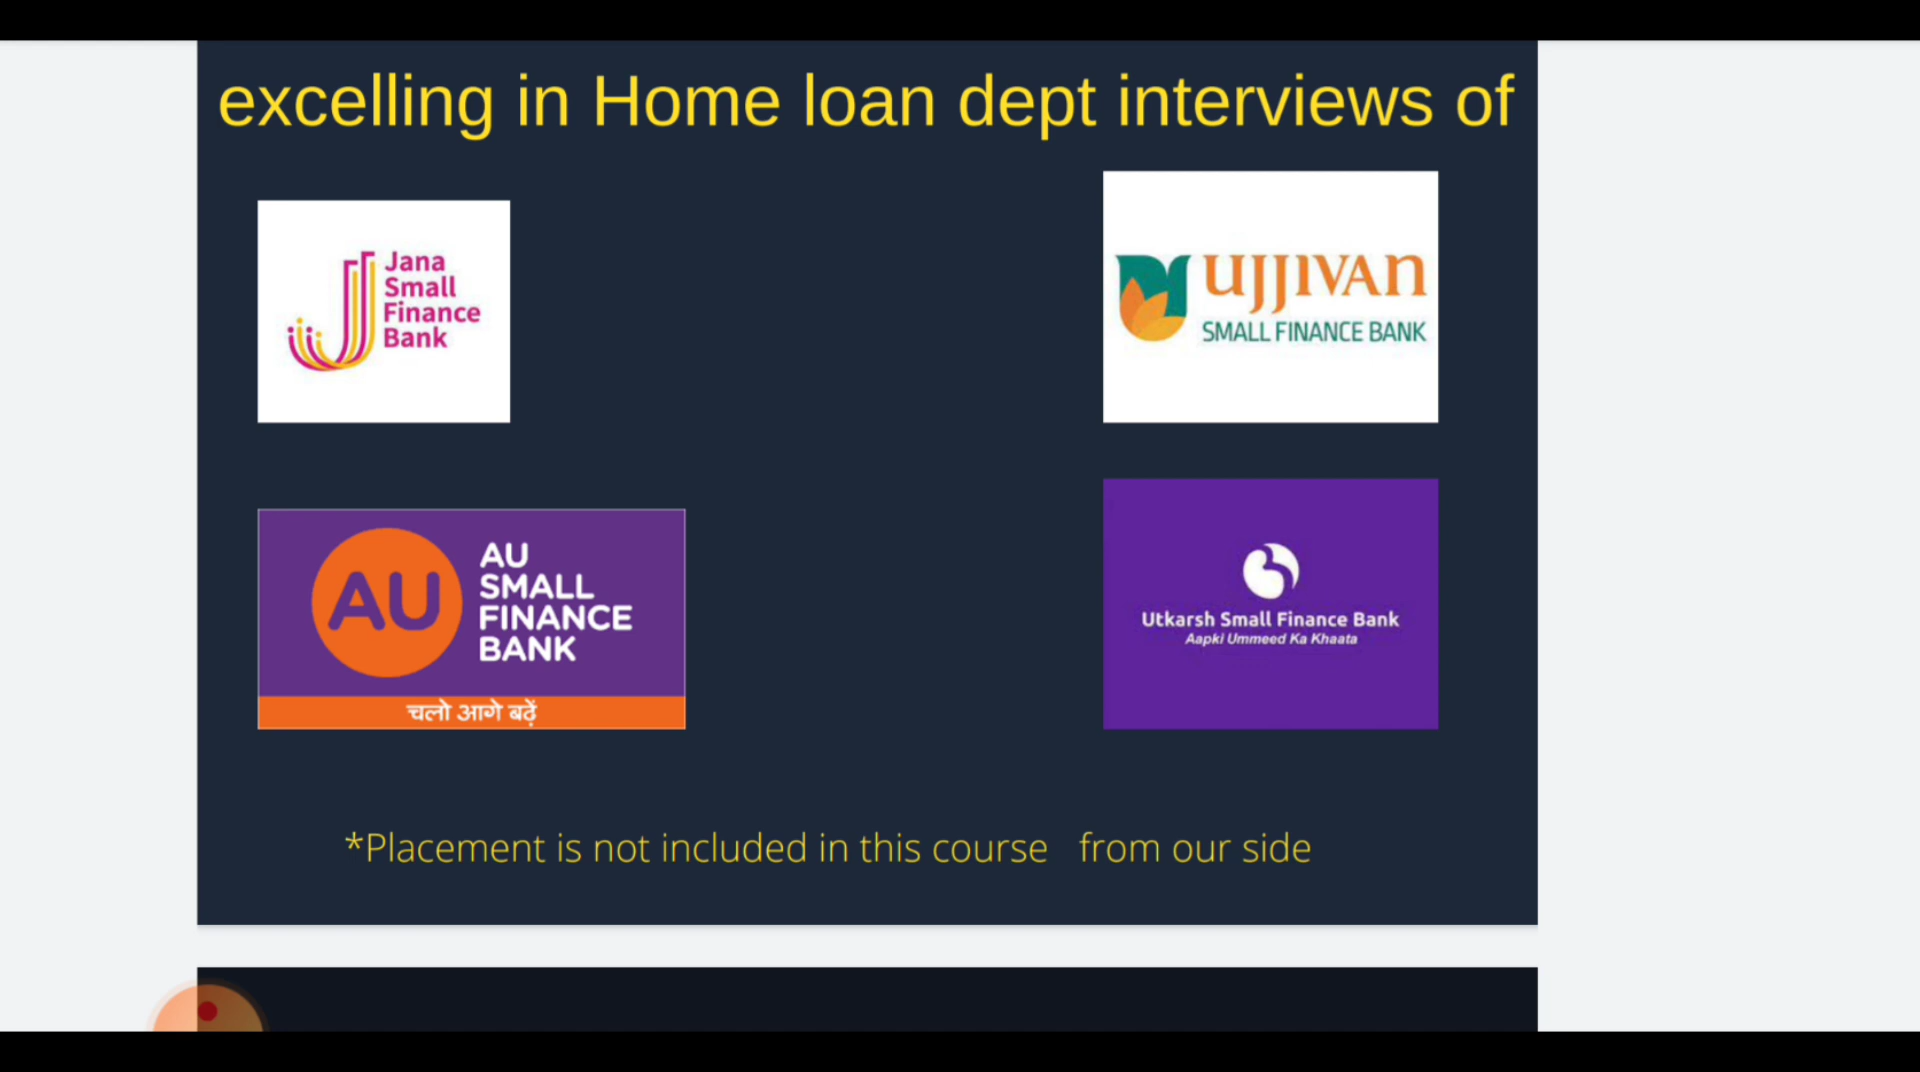 excelling in Home loan dept interviews of
Jana
Small
Finance
Bank
UJJIVAN
SMALL FINANCE BANK
AU
AU
SMALL
FINANCE
BANK
चलो आगे बढ़ें
Utkarsh Small Finance Bank
Aapki Ummeed Ka Khaata
*Placement is not included in this course from our side